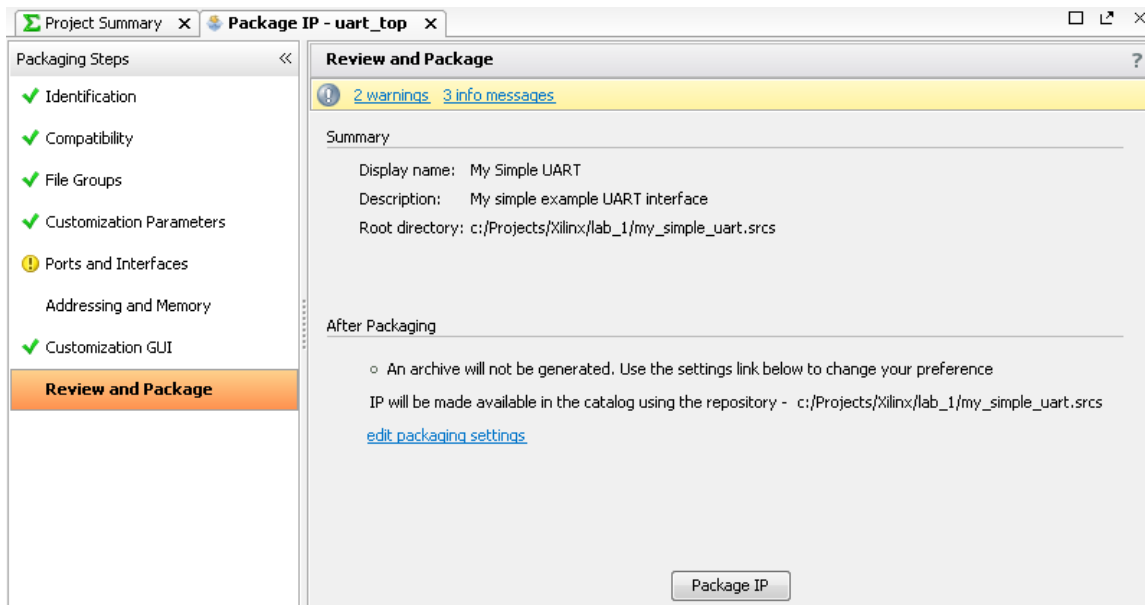 Project Summary
Package IP - uart_top
Packaging Steps
Identification
Compatibility
File Groups
Customization Parameters
Ports and Interfaces
Addressing and Memory
Customization GUI
Review and Package
Review and Package
?
2 warnings 3 info messages
Summary
Display name: My Simple UART
Description: My simple example UART interface
Root directory: c:/Projects/Xilinx/lab_1/my_simple_uart.srcs
After Packaging
An archive will not be generated. Use the settings link below to change your preference
IP will be made available in the catalog using the repository - c:/Projects/Xilinx/lab_1/my_simple_uart.srcs
edit packaging settings
Package IP